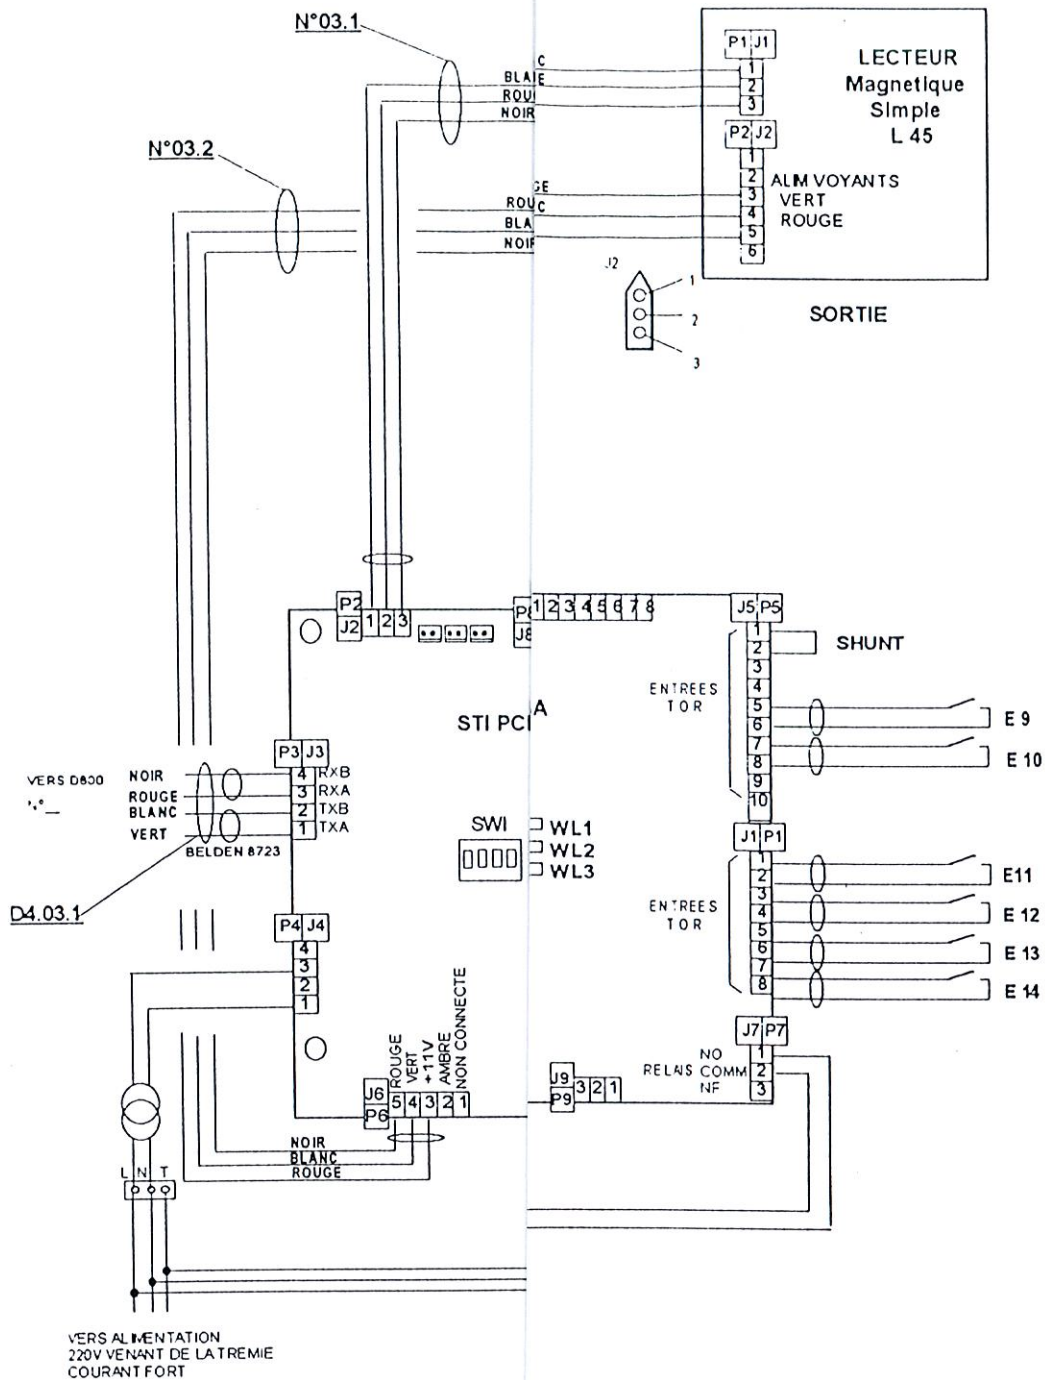 N°03.1
P1 J1
1
2
3
LECTEUR
Magnetique
Simple
L 45
BLA
C
E
ROU
NOIR
N°03.2
P2 J2
1
2
3
4
5
6
ALIM VOYANTS
VERT
ROUGE
GE
ROU
C
BLA
NOIR
J2
1
2
3
SORTIE
P2
J2
1 2 3
P8
J8
1 2 3 4 5 6 7 8
J5 P5
1
2
3
4
5
6
7
8
9
10
SHUNT
ENTREES
TOR
E 9
E 10
STI PCI
A
P3 J3
4 RXB
3 RXA
2 TXB
1 TXA
VERS D800
N°__
NOIR
ROUGE
BLANC
VERT
BELDEN 8723
SWI
WL1
WL2
WL3
J1 P1
1
2
3
4
5
6
7
8
ENTREES
TOR
E11
E 12
E 13
E 14
D4.03.1
P4 J4
4
3
2
1
J7 P7
1
2
3
NO
RELAIS COMM
NF
ROUGE
VERT
+11V
AMBRE
NON CONNECTE
J6
P6
5 4 3 2 1
J9
P9
3 2 1
NOIR
BLANC
ROUGE
L N T
VERS ALIMENTATION
220V VENANT DE LA TREMIE
COURANT FORT